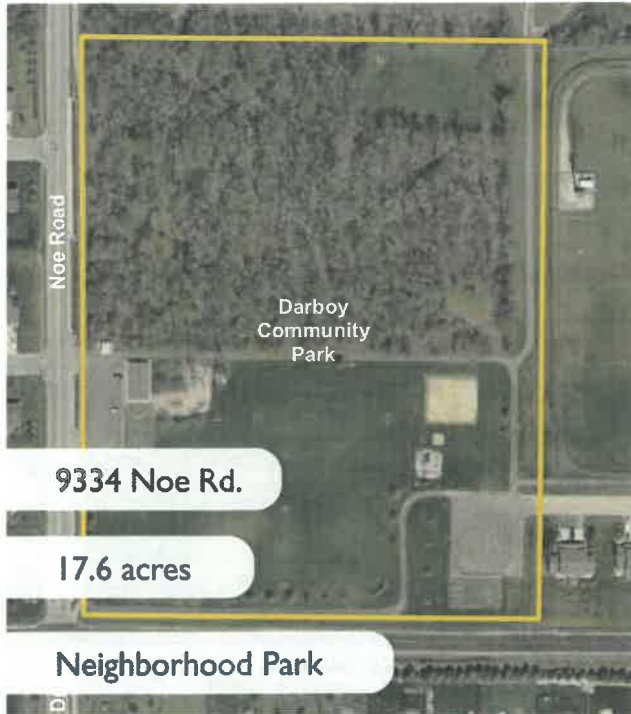 Noe Road
Darboy
Community
Park
9334 Noe Rd.
17.6 acres
Neighborhood Park